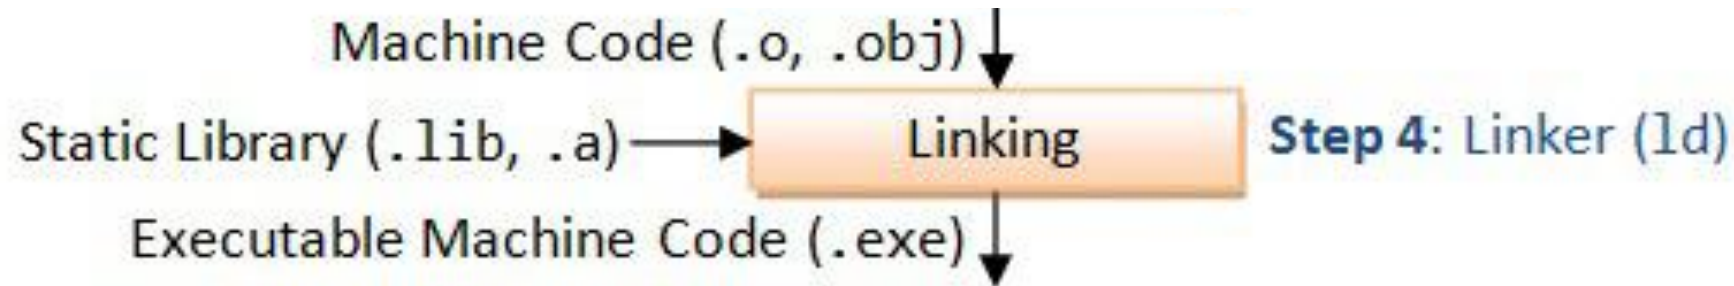 Machine Code (.o, .obj)
Static Library (.lib, .a)
Linking
Step 4: Linker (ld)
Executable Machine Code (.exe)